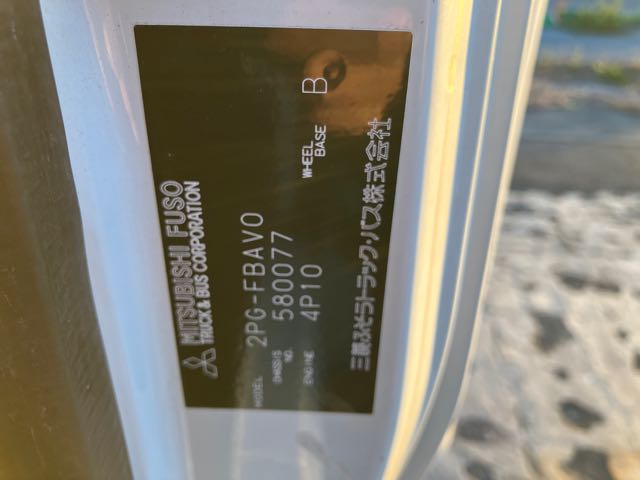 MITSUBISHI FUSO
TRUCK & BUS CORPORATION
MODEL 2PG-FBAV0
CHASSIS NO. 580077
ENGINE 4P10
WHEEL BASE B
三菱ふそうトラック・バス株式会社